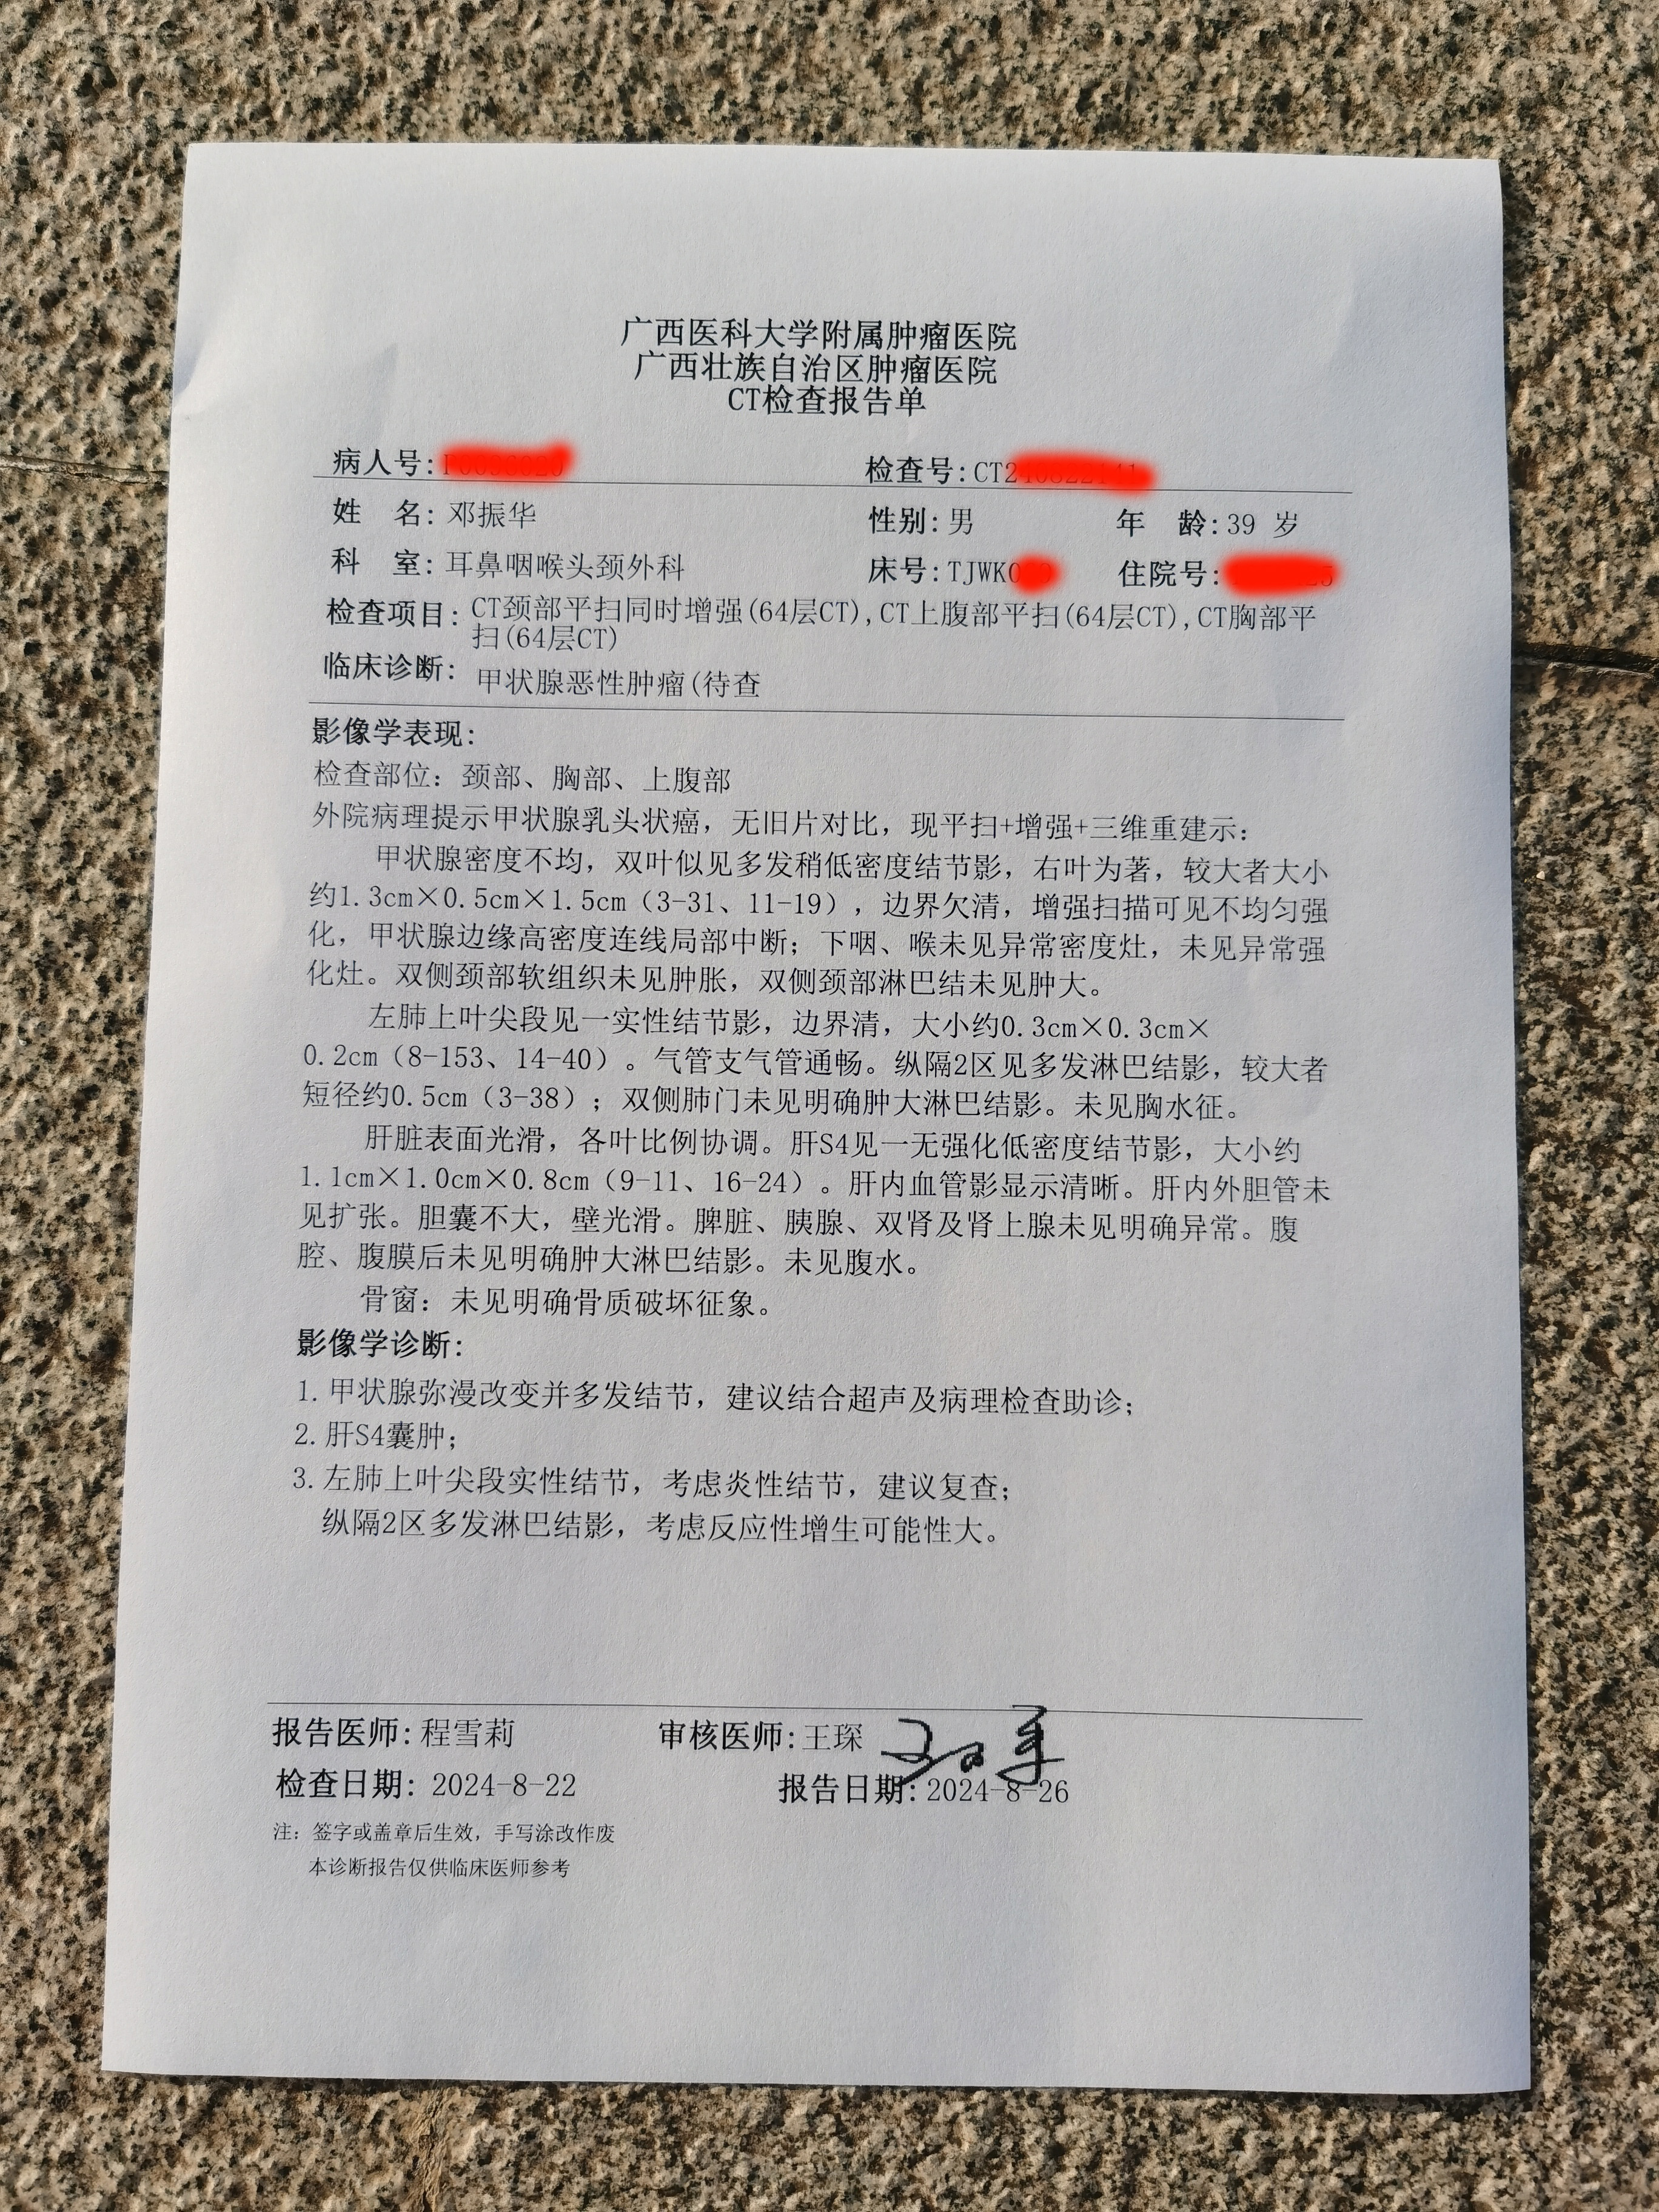 广西医科大学附属肿瘤医院
广西壮族自治区肿瘤医院
CT检查报告单
病人号: 检查号:CT2
姓 名: 邓振华 性别:男 年 龄:39 岁
科 室: 耳鼻咽喉头颈外科 床号:TJWK 住院号:
检查项目: CT颈部平扫同时增强(64层CT),CT上腹部平扫(64层CT),CT胸部平
扫(64层CT)
临床诊断: 甲状腺恶性肿瘤(待查
影像学表现:
检查部位：颈部、胸部、上腹部
外院病理提示甲状腺乳头状癌，无旧片对比，现平扫+增强+三维重建示：
甲状腺密度不均，双叶似见多发稍低密度结节影，右叶为著，较大者大小
约1.3cm×0.5cm×1.5cm（3-31、11-19），边界欠清，增强扫描可见不均匀强
化，甲状腺边缘高密度连线局部中断；下咽、喉未见异常密度灶，未见异常强
化灶。双侧颈部软组织未见肿胀，双侧颈部淋巴结未见肿大。
左肺上叶尖段见一实性结节影，边界清，大小约0.3cm×0.3cm×
0.2cm（8-153、14-40）。气管支气管通畅。纵隔2区见多发淋巴结影，较大者
短径约0.5cm（3-38）；双侧肺门未见明确肿大淋巴结影。未见胸水征。
肝脏表面光滑，各叶比例协调。肝S4见一无强化低密度结节影，大小约
1.1cm×1.0cm×0.8cm（9-11、16-24）。肝内血管影显示清晰。肝内外胆管未
见扩张。胆囊不大，壁光滑。脾脏、胰腺、双肾及肾上腺未见明确异常。腹
腔、腹膜后未见明确肿大淋巴结影。未见腹水。
骨窗：未见明确骨质破坏征象。
影像学诊断:
1. 甲状腺弥漫改变并多发结节，建议结合超声及病理检查助诊；
2. 肝S4囊肿；
3. 左肺上叶尖段实性结节，考虑炎性结节，建议复查；
纵隔2区多发淋巴结影，考虑反应性增生可能性大。
报告医师: 程雪莉 审核医师: 王琛
检查日期: 2024-8-22 报告日期: 2024-8-26
注：签字或盖章后生效，手写涂改作废
本诊断报告仅供临床医师参考